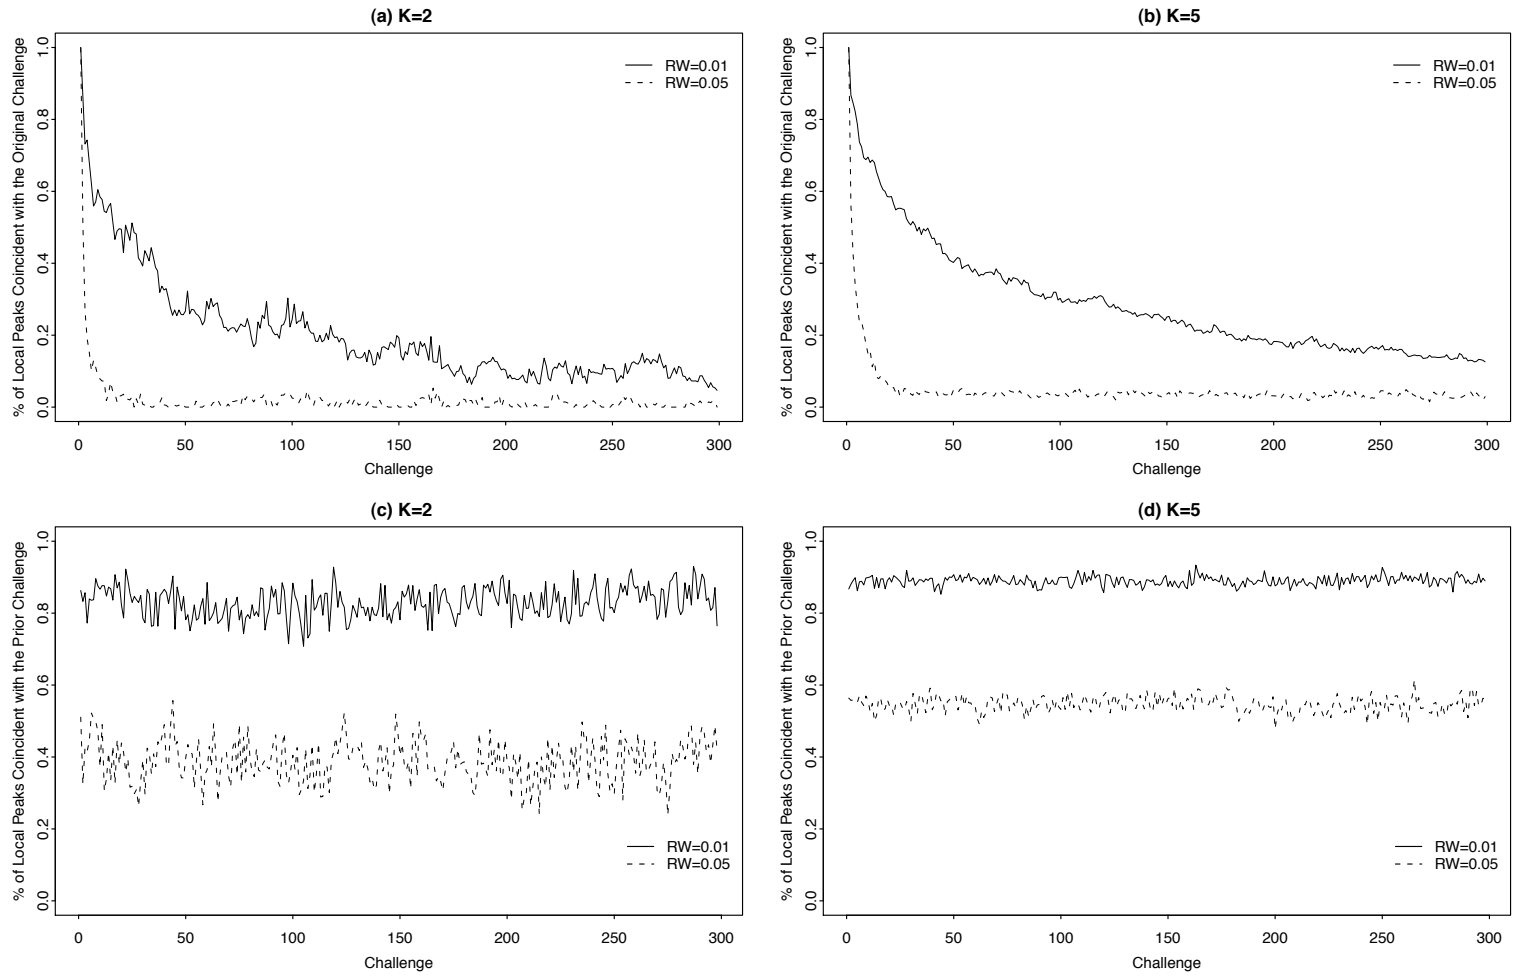 (a) K=2
% of Local Peaks Coincident with the Original Challenge
1.0
0.8
0.6
0.4
0.2
0.0
RW=0.01
RW=0.05
0 50 100 150 200 250 300
Challenge
(b) K=5
% of Local Peaks Coincident with the Original Challenge
1.0
0.8
0.6
0.4
0.2
0.0
RW=0.01
RW=0.05
0 50 100 150 200 250 300
Challenge
(c) K=2
% of Local Peaks Coincident with the Prior Challenge
1.0
0.8
0.6
0.4
0.2
0.0
RW=0.01
RW=0.05
0 50 100 150 200 250 300
Challenge
(d) K=5
% of Local Peaks Coincident with the Prior Challenge
1.0
0.8
0.6
0.4
0.2
0.0
RW=0.01
RW=0.05
0 50 100 150 200 250 300
Challenge